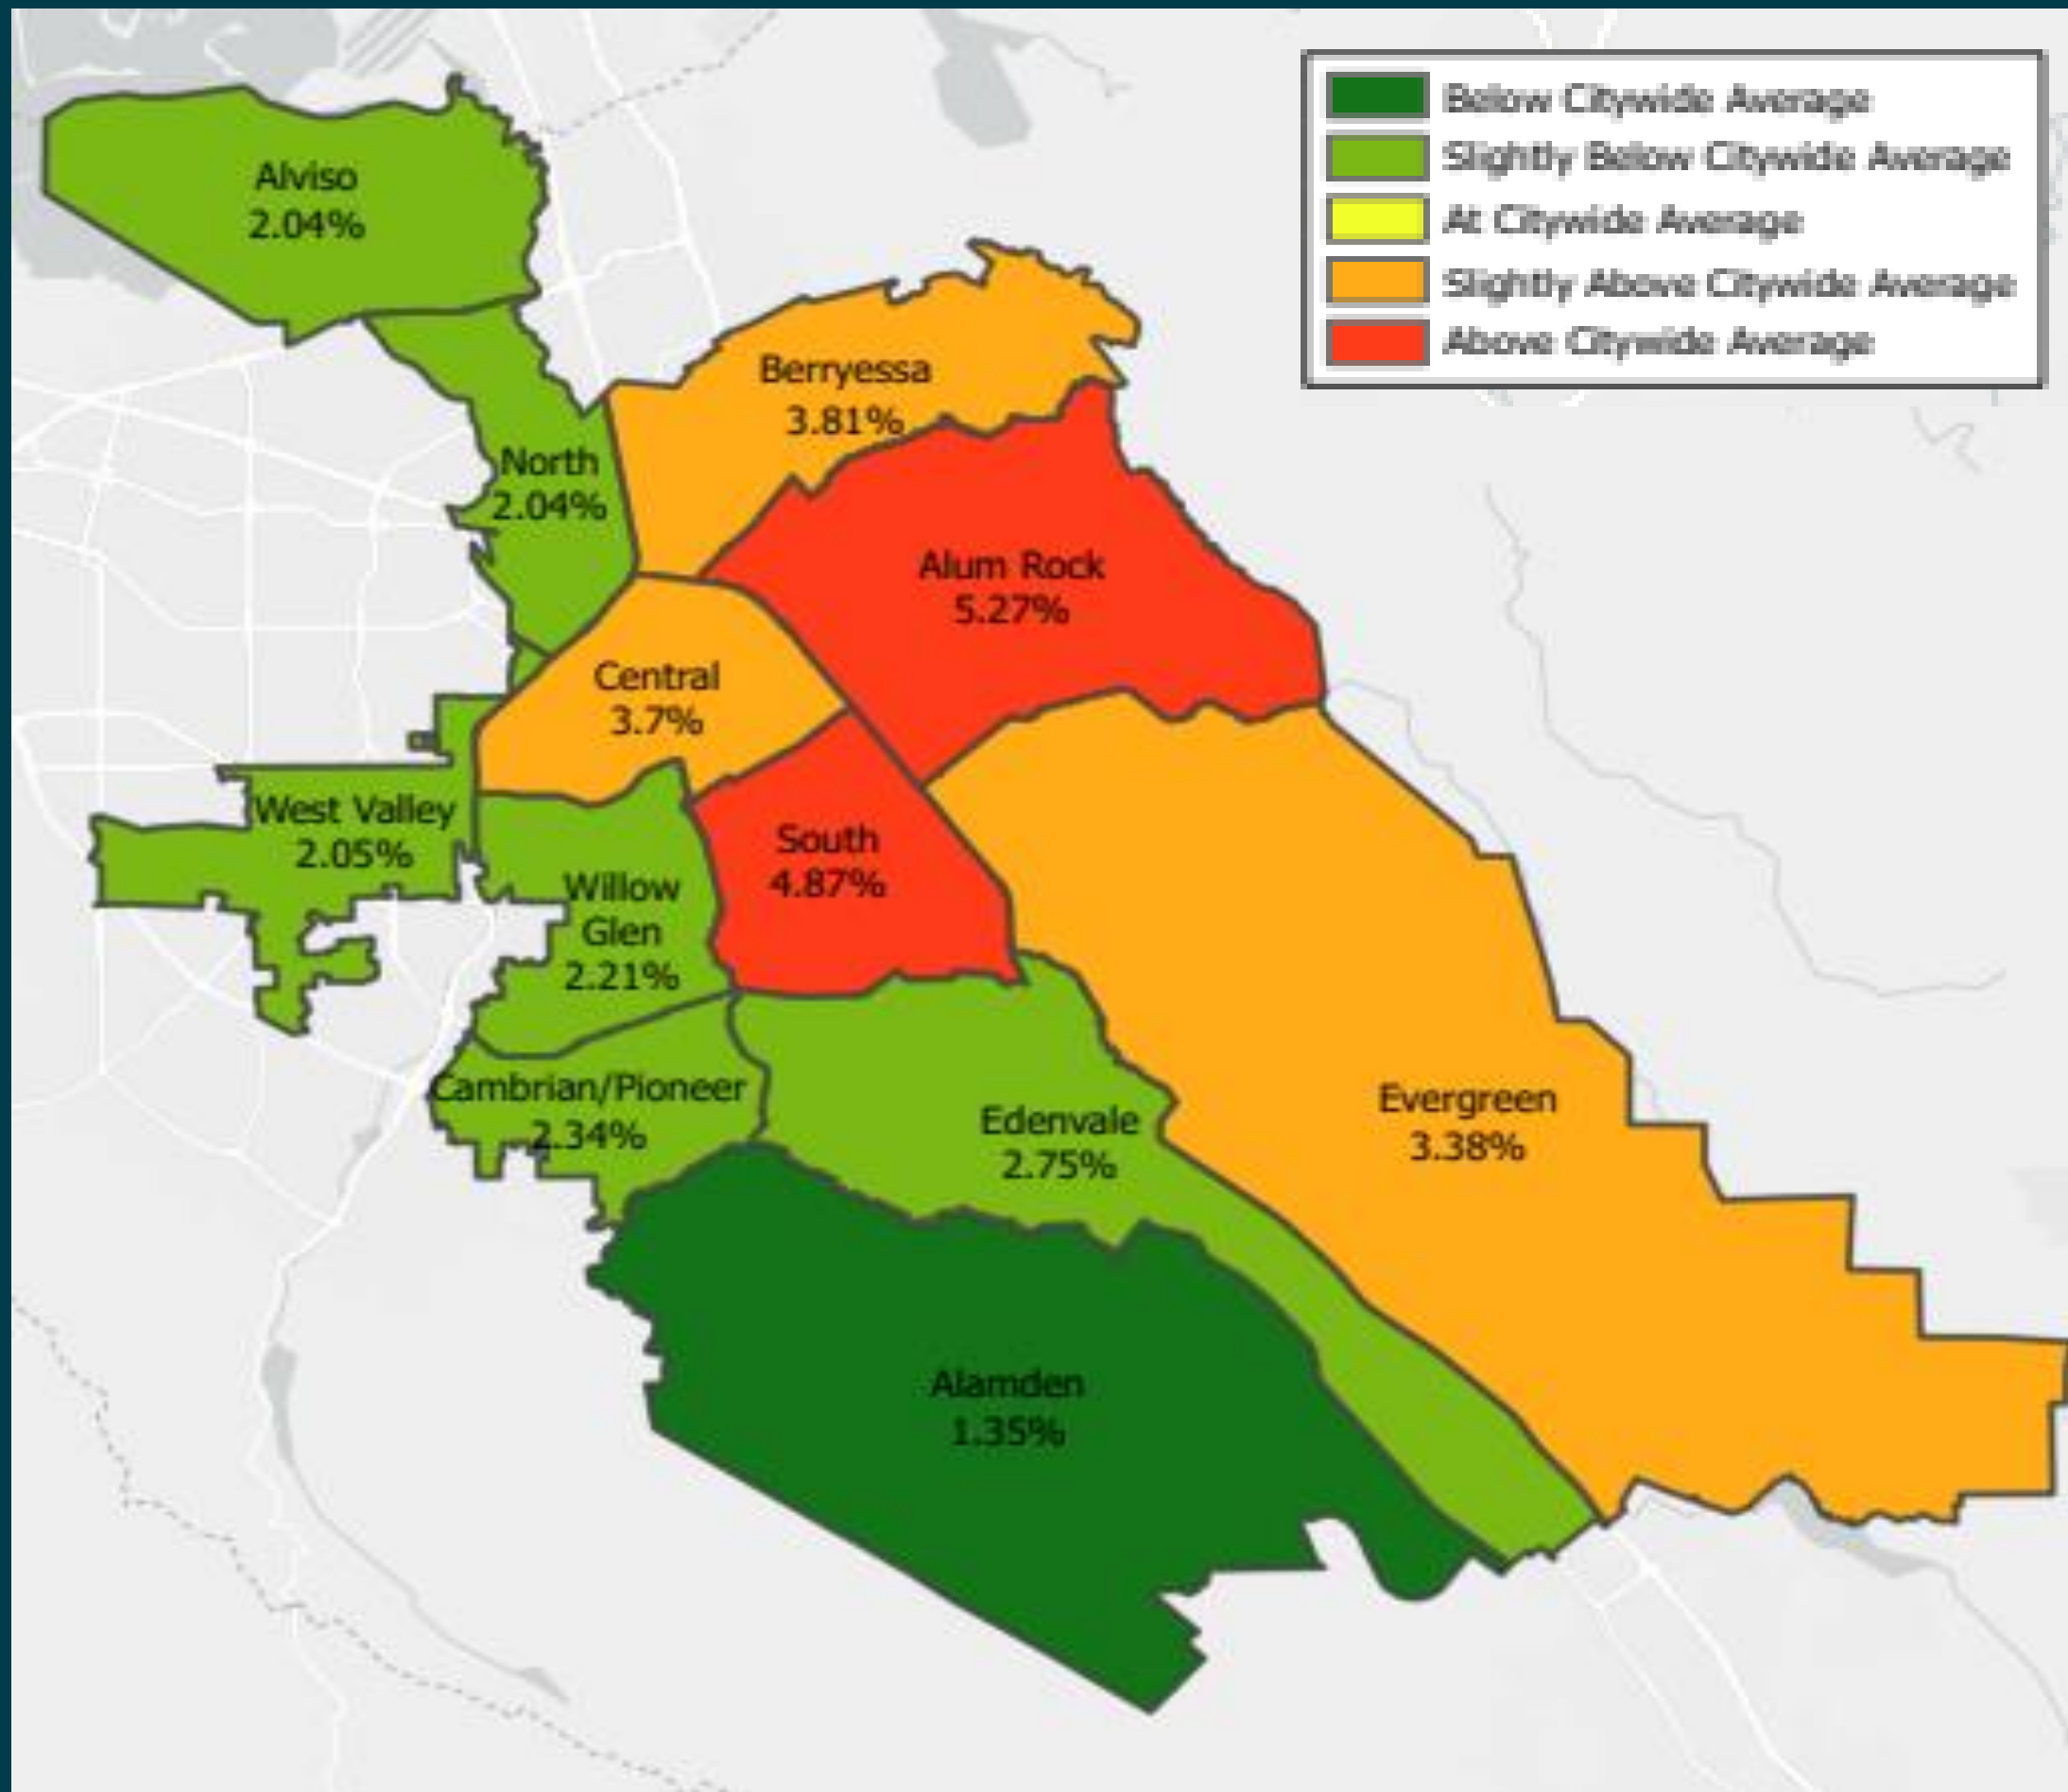 Below Citywide Average
Slightly Below Citywide Average
At Citywide Average
Slightly Above Citywide Average
Above Citywide Average
Alviso
2.04%
Berryessa
3.81%
North
2.04%
Alum Rock
5.27%
Central
3.7%
West Valley
2.05%
South
4.87%
Willow
Glen
2.21%
Cambrian/Pioneer
2.34%
Edenvale
2.75%
Evergreen
3.38%
Alamden
1.35%